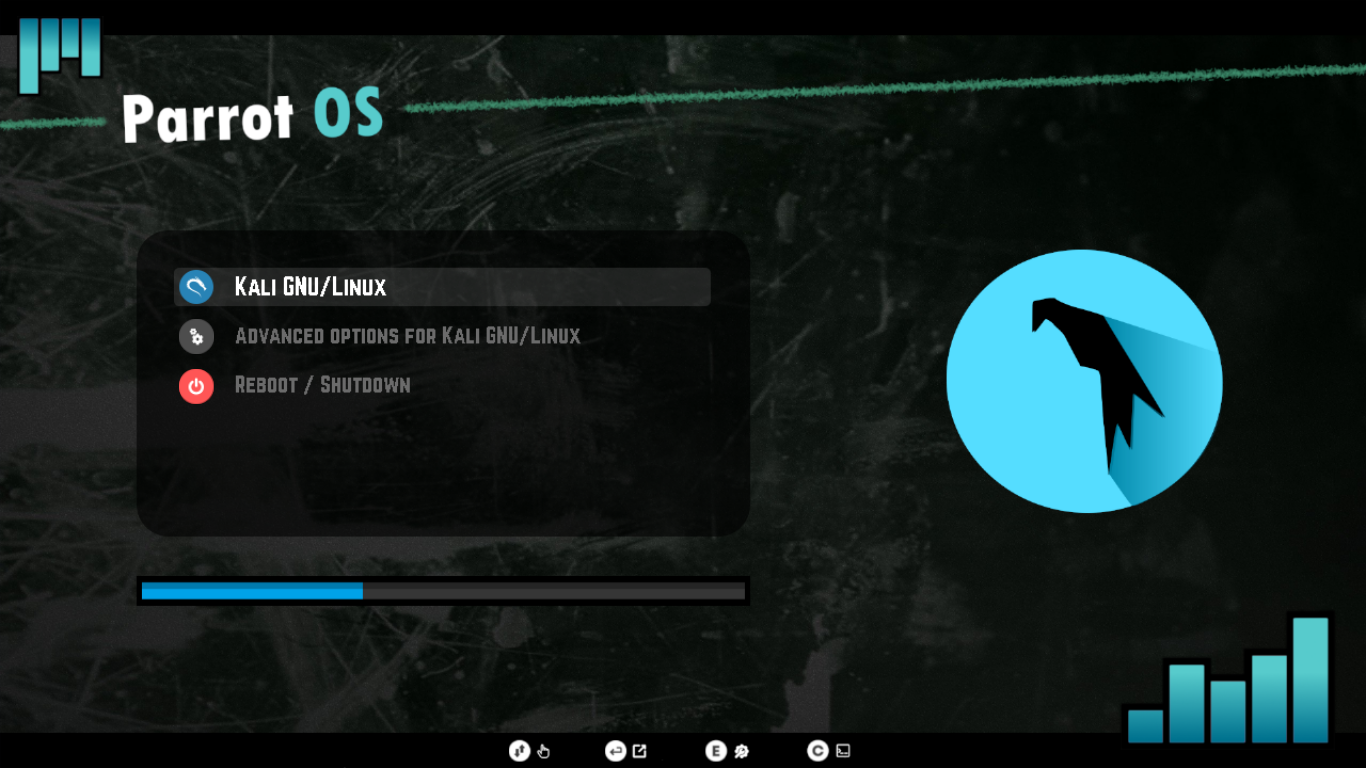 Parrot OS
Kali GNU/Linux
Advanced options for Kali GNU/Linux
Reboot / Shutdown
E
C